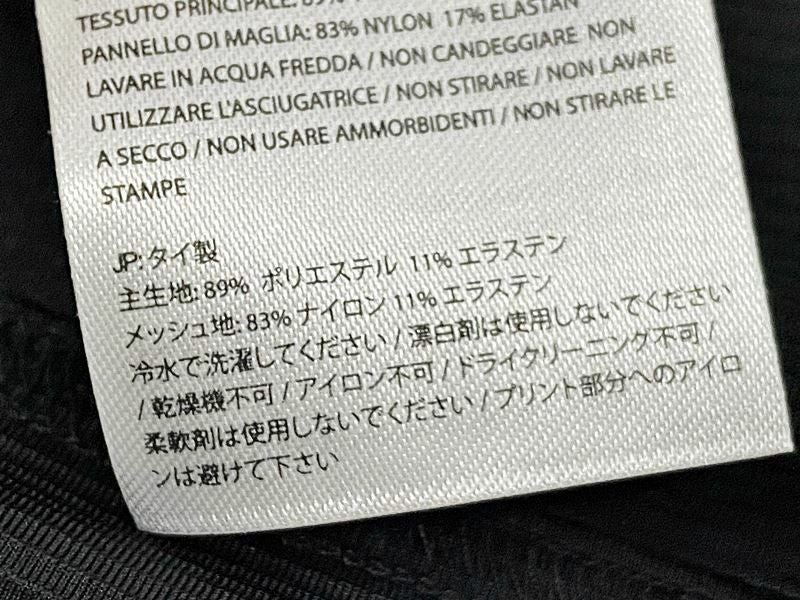 TESSUTO PRINCIPALE: 89%
PANNELLO DI MAGLIA: 83% NYLON 17% ELASTAN
LAVARE IN ACQUA FREDDA / NON CANDEGGIARE NON
UTILIZZARE L'ASCIUGATRICE / NON STIRARE / NON LAVARE
A SECCO / NON USARE AMMORBIDENTI / NON STIRARE LE
STAMPE
JP: タイ製
主生地: 89% ポリエステル 11% エラステン
メッシュ地: 83% ナイロン 11% エラステン
冷水で洗濯してください / 漂白剤は使用しないでください
/ 乾燥機不可 / アイロン不可 / ドライクリーニング不可 /
柔軟剤は使用しないでください / プリント部分へのアイロ
ンは避けて下さい